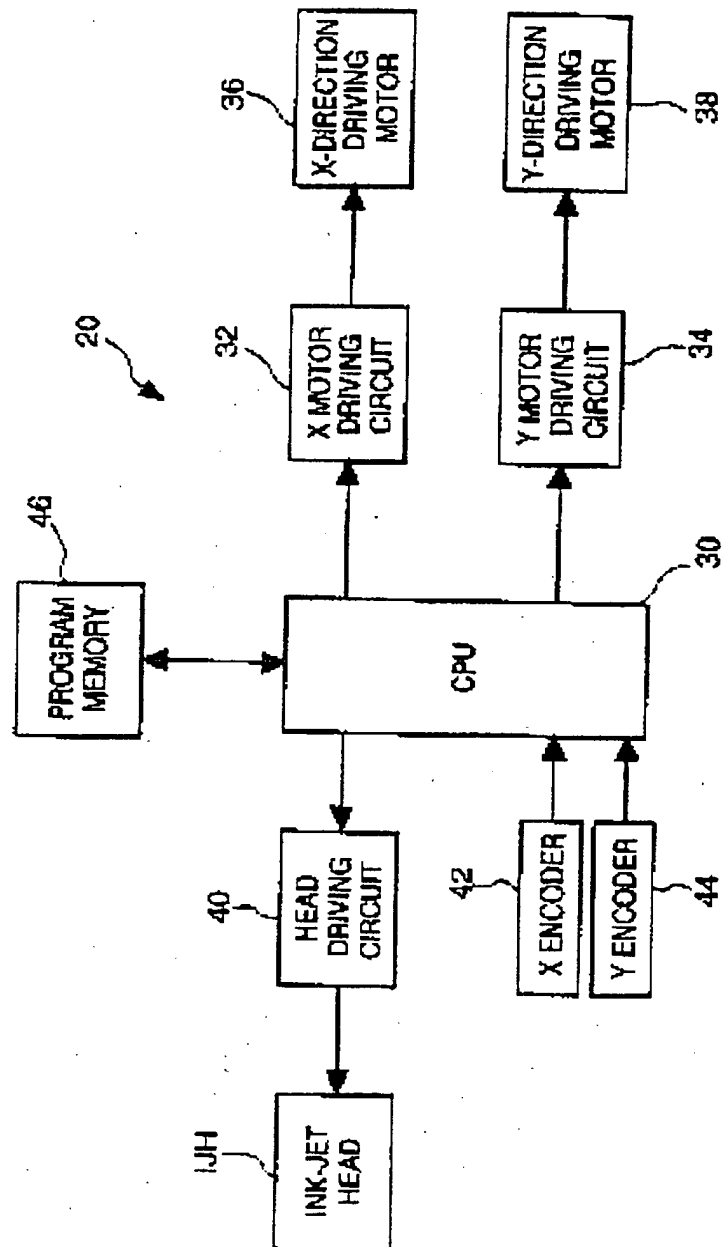 20
46
PROGRAM
MEMORY
IJH
INK-JET
HEAD
40
HEAD
DRIVING
CIRCUIT
CPU
30
32
X MOTOR
DRIVING
CIRCUIT
36
X-DIRECTION
DRIVING
MOTOR
42
X ENCODER
Y ENCODER
44
Y MOTOR
DRIVING
CIRCUIT
34
Y-DIRECTION
DRIVING
MOTOR
38